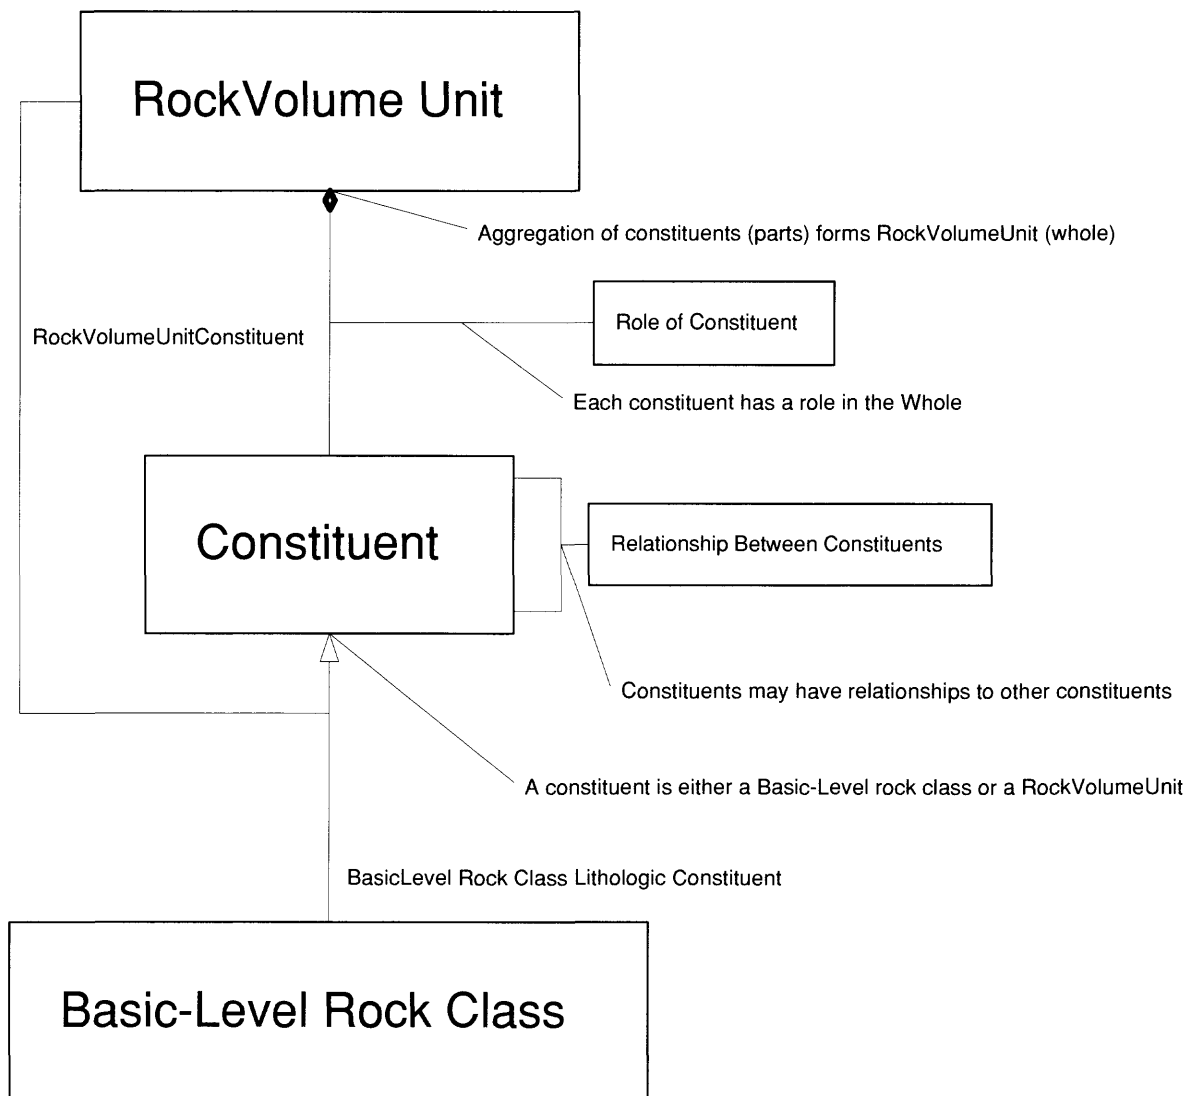 RockVolume Unit
Aggregation of constituents (parts) forms RockVolumeUnit (whole)
Role of Constituent
RockVolumeUnitConstituent
Each constituent has a role in the Whole
Constituent
Relationship Between Constituents
Constituents may have relationships to other constituents
A constituent is either a Basic-Level rock class or a RockVolumeUnit
BasicLevel Rock Class Lithologic Constituent
Basic-Level Rock Class